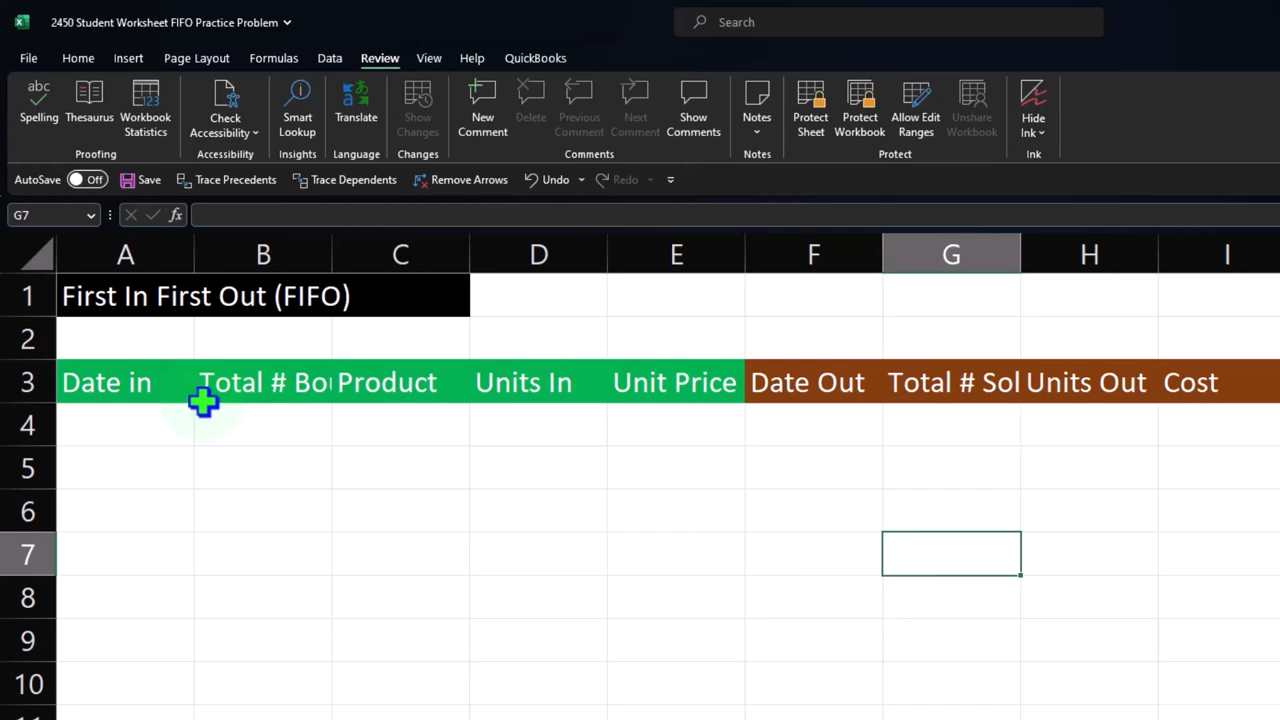 2450 Student Worksheet FIFO Practice Problem
Search
File Home Insert Page Layout Formulas Data Review View Help QuickBooks
abc
Spelling
Thesaurus
123
Workbook Statistics
Proofing
Check Accessibility
Accessibility
Smart Lookup
Insights
Translate
Language
Show Changes
Changes
New Comment
Delete
Previous Comment
Next Comment
Show Comments
Comments
Notes
Notes
Protect Sheet
Protect Workbook
Allow Edit Ranges
Unshare Workbook
Protect
Hide Ink
Ink
AutoSave Off Save Trace Precedents Trace Dependents Remove Arrows Undo Redo
G7 fx
A B C D E F G H I
1 First In First Out (FIFO)
2
3 Date in Total # Bou Product Units In Unit Price Date Out Total # Sol Units Out Cost
4
5
6
7
8
9
10